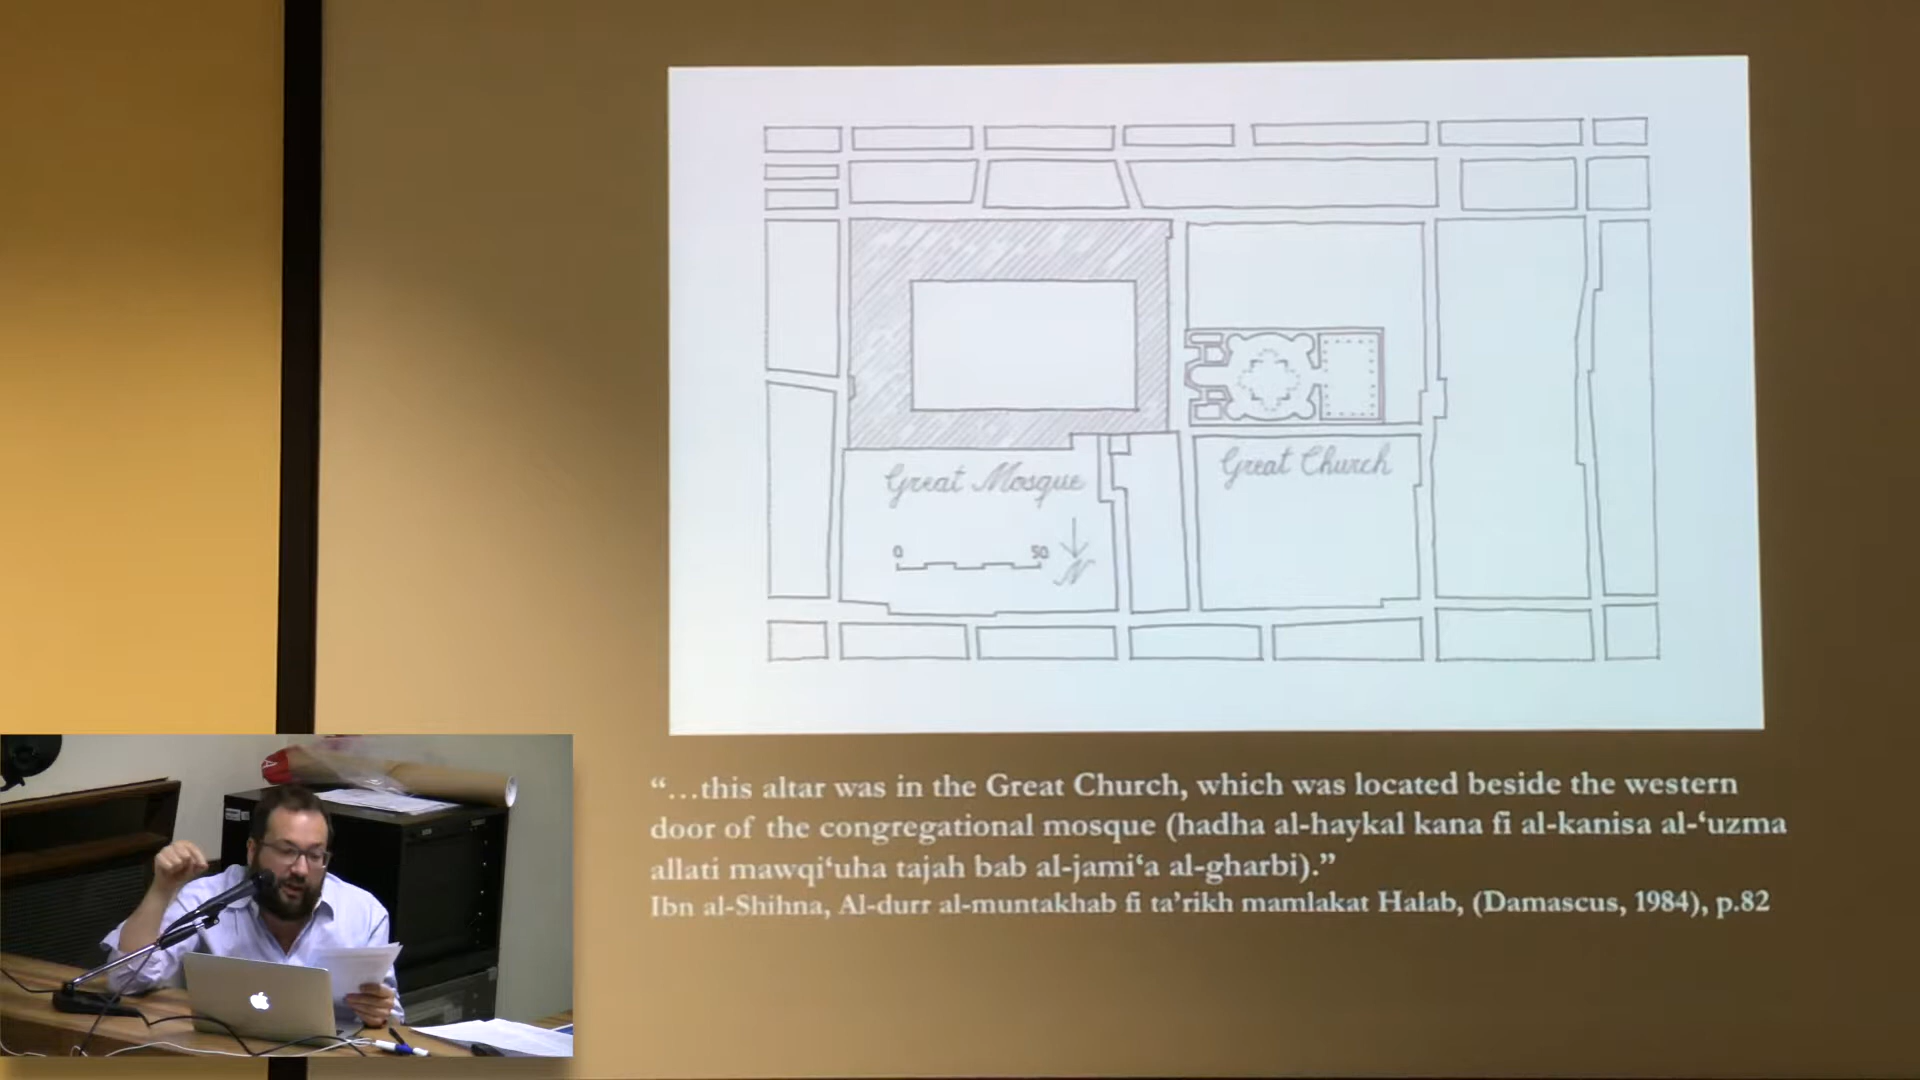 Great Mosque
Great Church
0 50
N
“…this altar was in the Great Church, which was located beside the western
door of the congregational mosque (hadha al-haykal kana fi al-kanisa al-‘uzma
allati mawqi‘uha tajah bab al-jami‘a al-gharbi).”
Ibn al-Shihna, Al-durr al-muntakhab fi ta’rikh mamlakat Halab, (Damascus, 1984), p.82